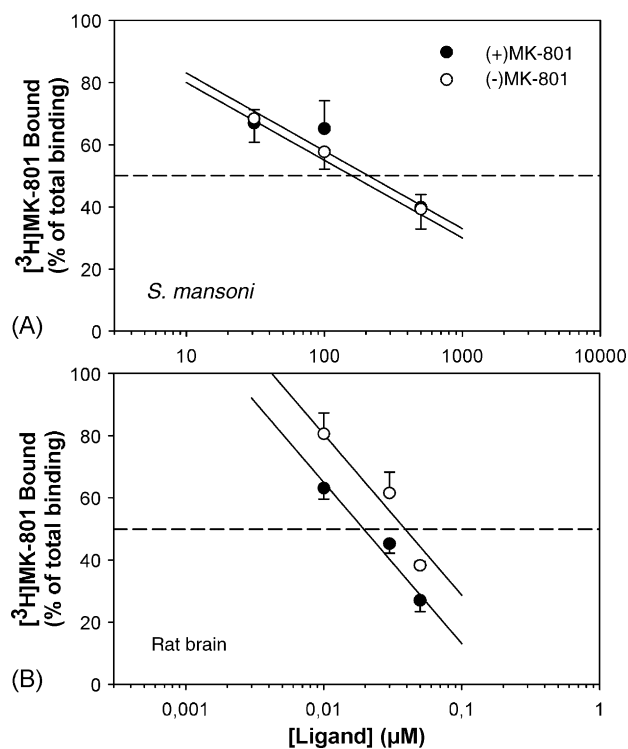 100
80
60
40
20
0
[3H]MK-801 Bound
(% of total binding)
(+)MK-801
(-)MK-801
S. mansoni
(A)
10
100
1000
10000
100
80
60
40
20
0
[3H]MK-801 Bound
(% of total binding)
Rat brain
(B)
0,001
0,01
0,1
1
[Ligand] (µM)